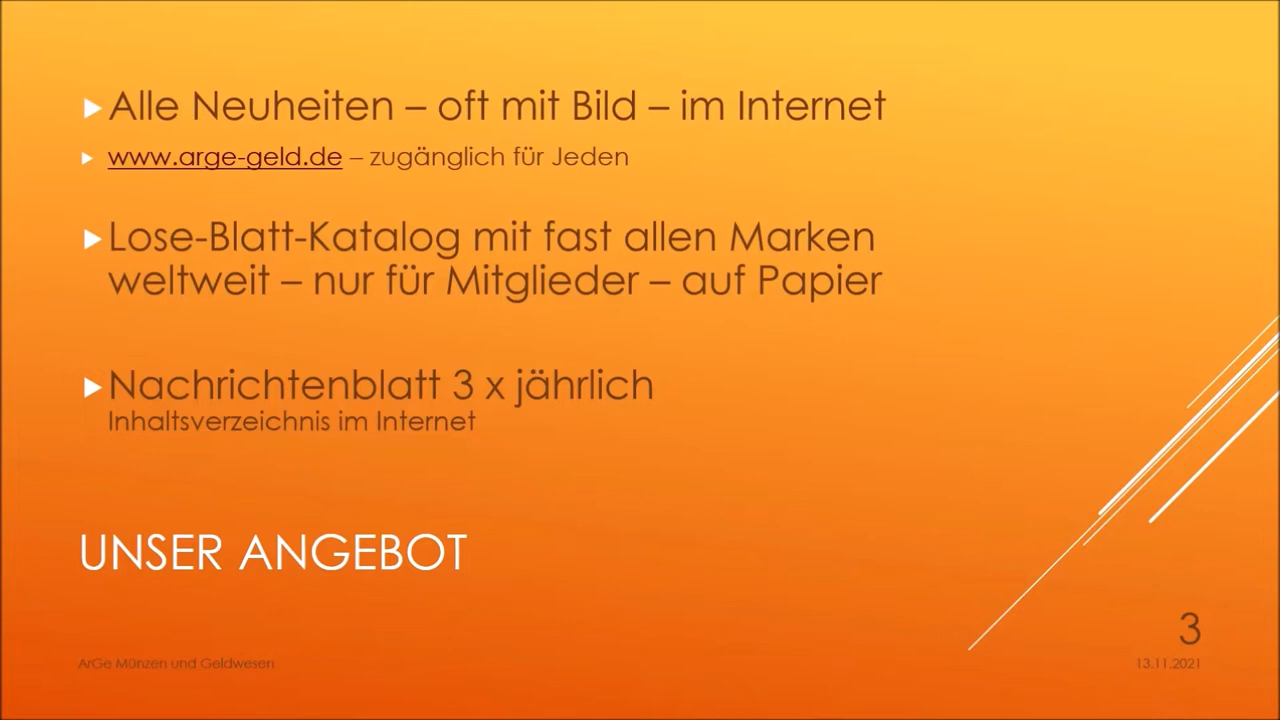 Alle Neuheiten – oft mit Bild – im Internet
www.arge-geld.de – zugänglich für Jeden
Lose-Blatt-Katalog mit fast allen Marken
weltweit – nur für Mitglieder – auf Papier
Nachrichtenblatt 3 x jährlich
Inhaltsverzeichnis im Internet
UNSER ANGEBOT
3
ArGe Münzen und Geldwesen
13.11.2021